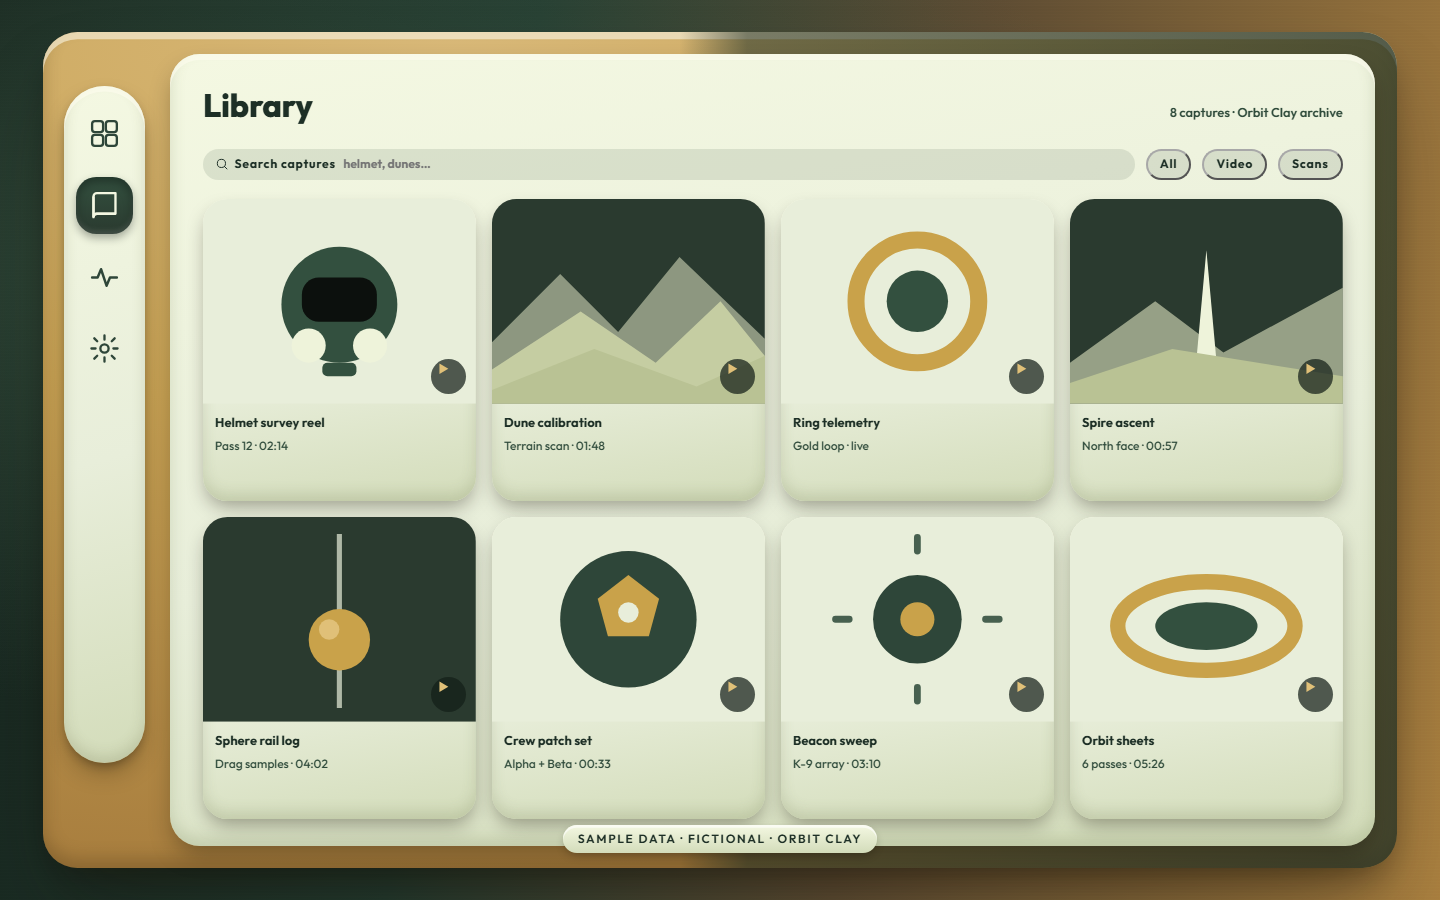 Library
8 captures · Orbit Clay archive
Search captures helmet, dunes...
All
Video
Scans
Helmet survey reel
Pass 12 · 02:14
Dune calibration
Terrain scan · 01:48
Ring telemetry
Gold loop · live
Spire ascent
North face · 00:57
Sphere rail log
Drag samples · 04:02
Crew patch set
Alpha + Beta · 00:33
Beacon sweep
K-9 array · 03:10
Orbit sheets
6 passes · 05:26
SAMPLE DATA · FICTIONAL · ORBIT CLAY